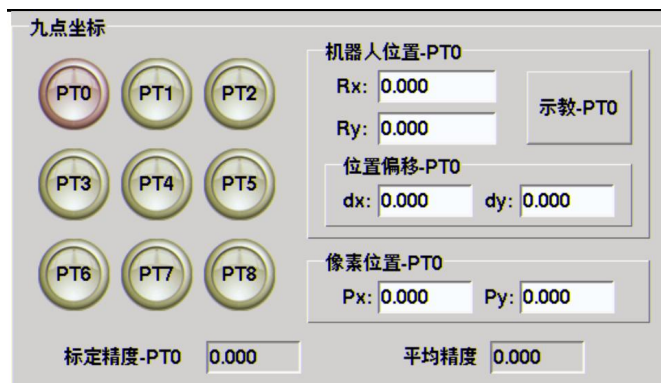 九点坐标
PT0 PT1 PT2
PT3 PT4 PT5
PT6 PT7 PT8
机器人位置-PT0
Rx: 0.000
Ry: 0.000
示教-PT0
位置偏移-PT0
dx: 0.000 dy: 0.000
像素位置-PT0
Px: 0.000 Py: 0.000
标定精度-PT0 0.000 平均精度 0.000